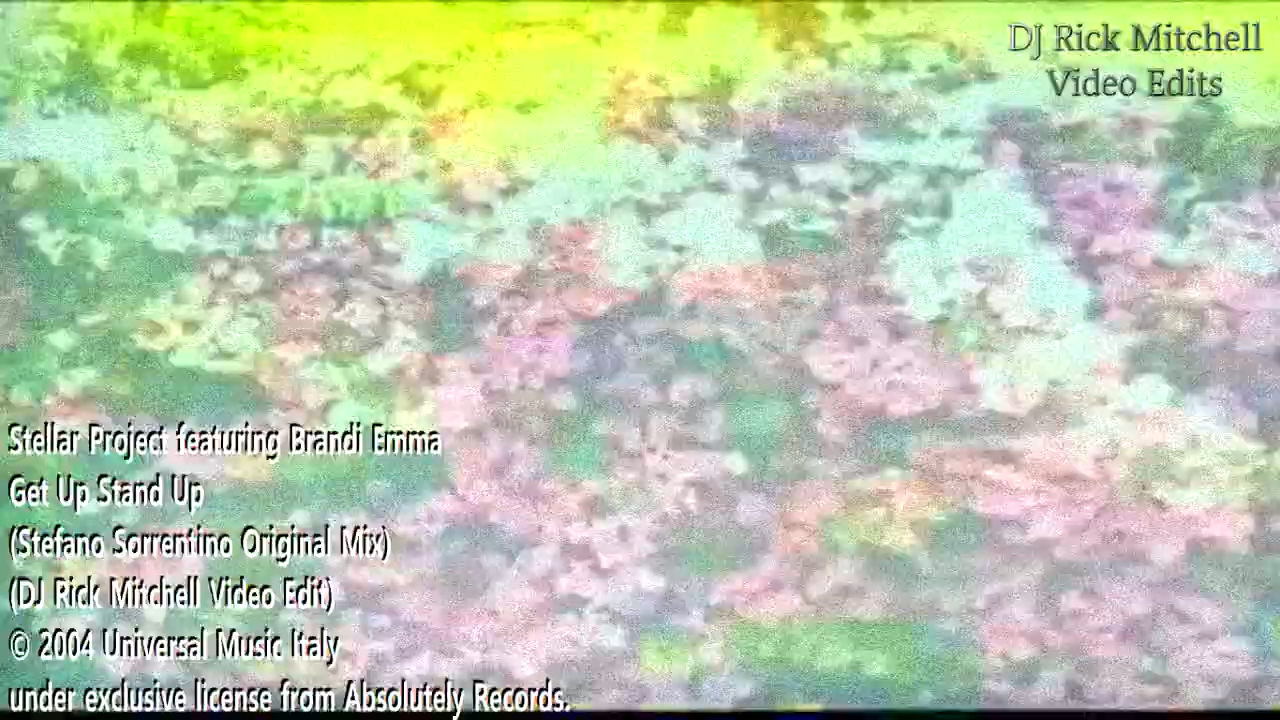 DJ Rick Mitchell
Video Edits
Stellar Project featuring Brandi Emma
Get Up Stand Up
(Stefano Sorrentino Original Mix)
(DJ Rick Mitchell Video Edit)
© 2004 Universal Music Italy
under exclusive license from Absolutely Records.